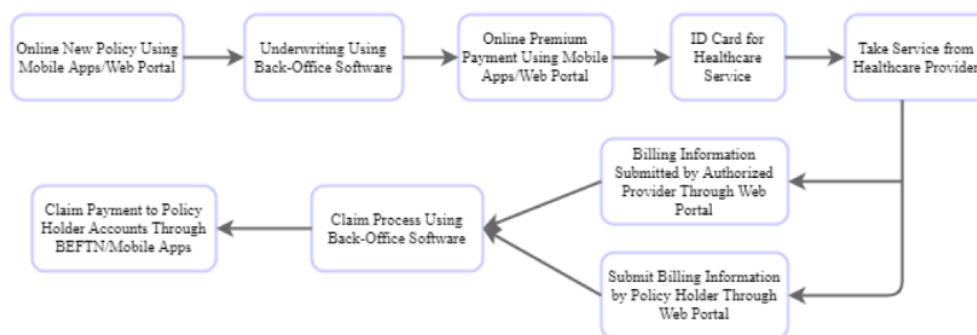 Online New Policy Using
Mobile Apps/Web Portal
Underwriting Using
Back-Office Software
Online Premium
Payment Using Mobile
Apps/Web Portal
ID Card for
Healthcare
Service
Take Service from
Healthcare Provider
Billing Information
Submitted by Authorized
Provider Through Web
Portal
Claim Payment to Policy
Holder Accounts Through
BEFTN/Mobile Apps
Claim Process Using
Back-Office Software
Submit Billing Information
by Policy Holder Through
Web Portal